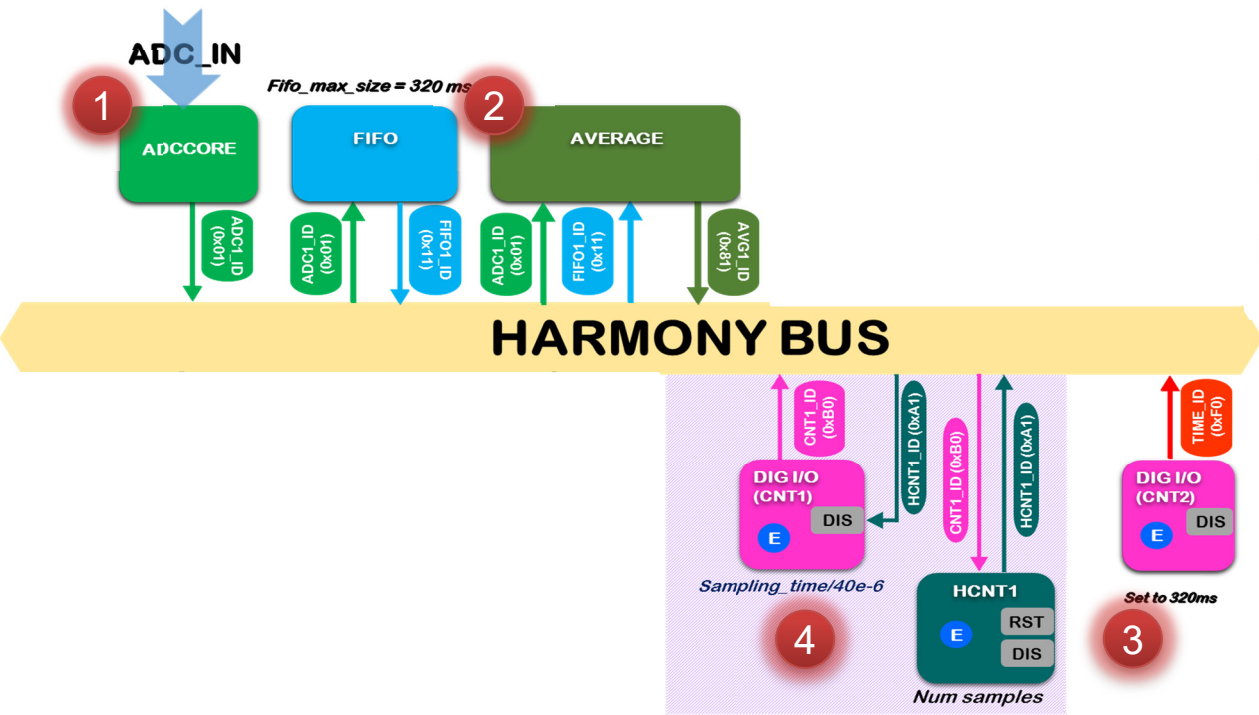 ADC_IN
1
Fifo_max_size = 320 ms
2
ADCCORE
FIFO
AVERAGE
ADC1_ID
(0x01)
ADC1_ID
(0x01)
FIFO1_ID
(0x11)
ADC1_ID
(0x01)
FIFO1_ID
(0x11)
AVG1_ID
(0x81)
HARMONY BUS
CNT1_ID
(0xB0)
HCNT1_ID (0xA1)
CNT1_ID (0xB0)
HCNT1_ID (0xA1)
TIME_ID
(0xF0)
DIG I/O
(CNT1)
DIS
E
Sampling_time/40e-6
4
HCNT1
E
RST
DIS
Num samples
DIG I/O
(CNT2)
DIS
E
Set to 320ms
3